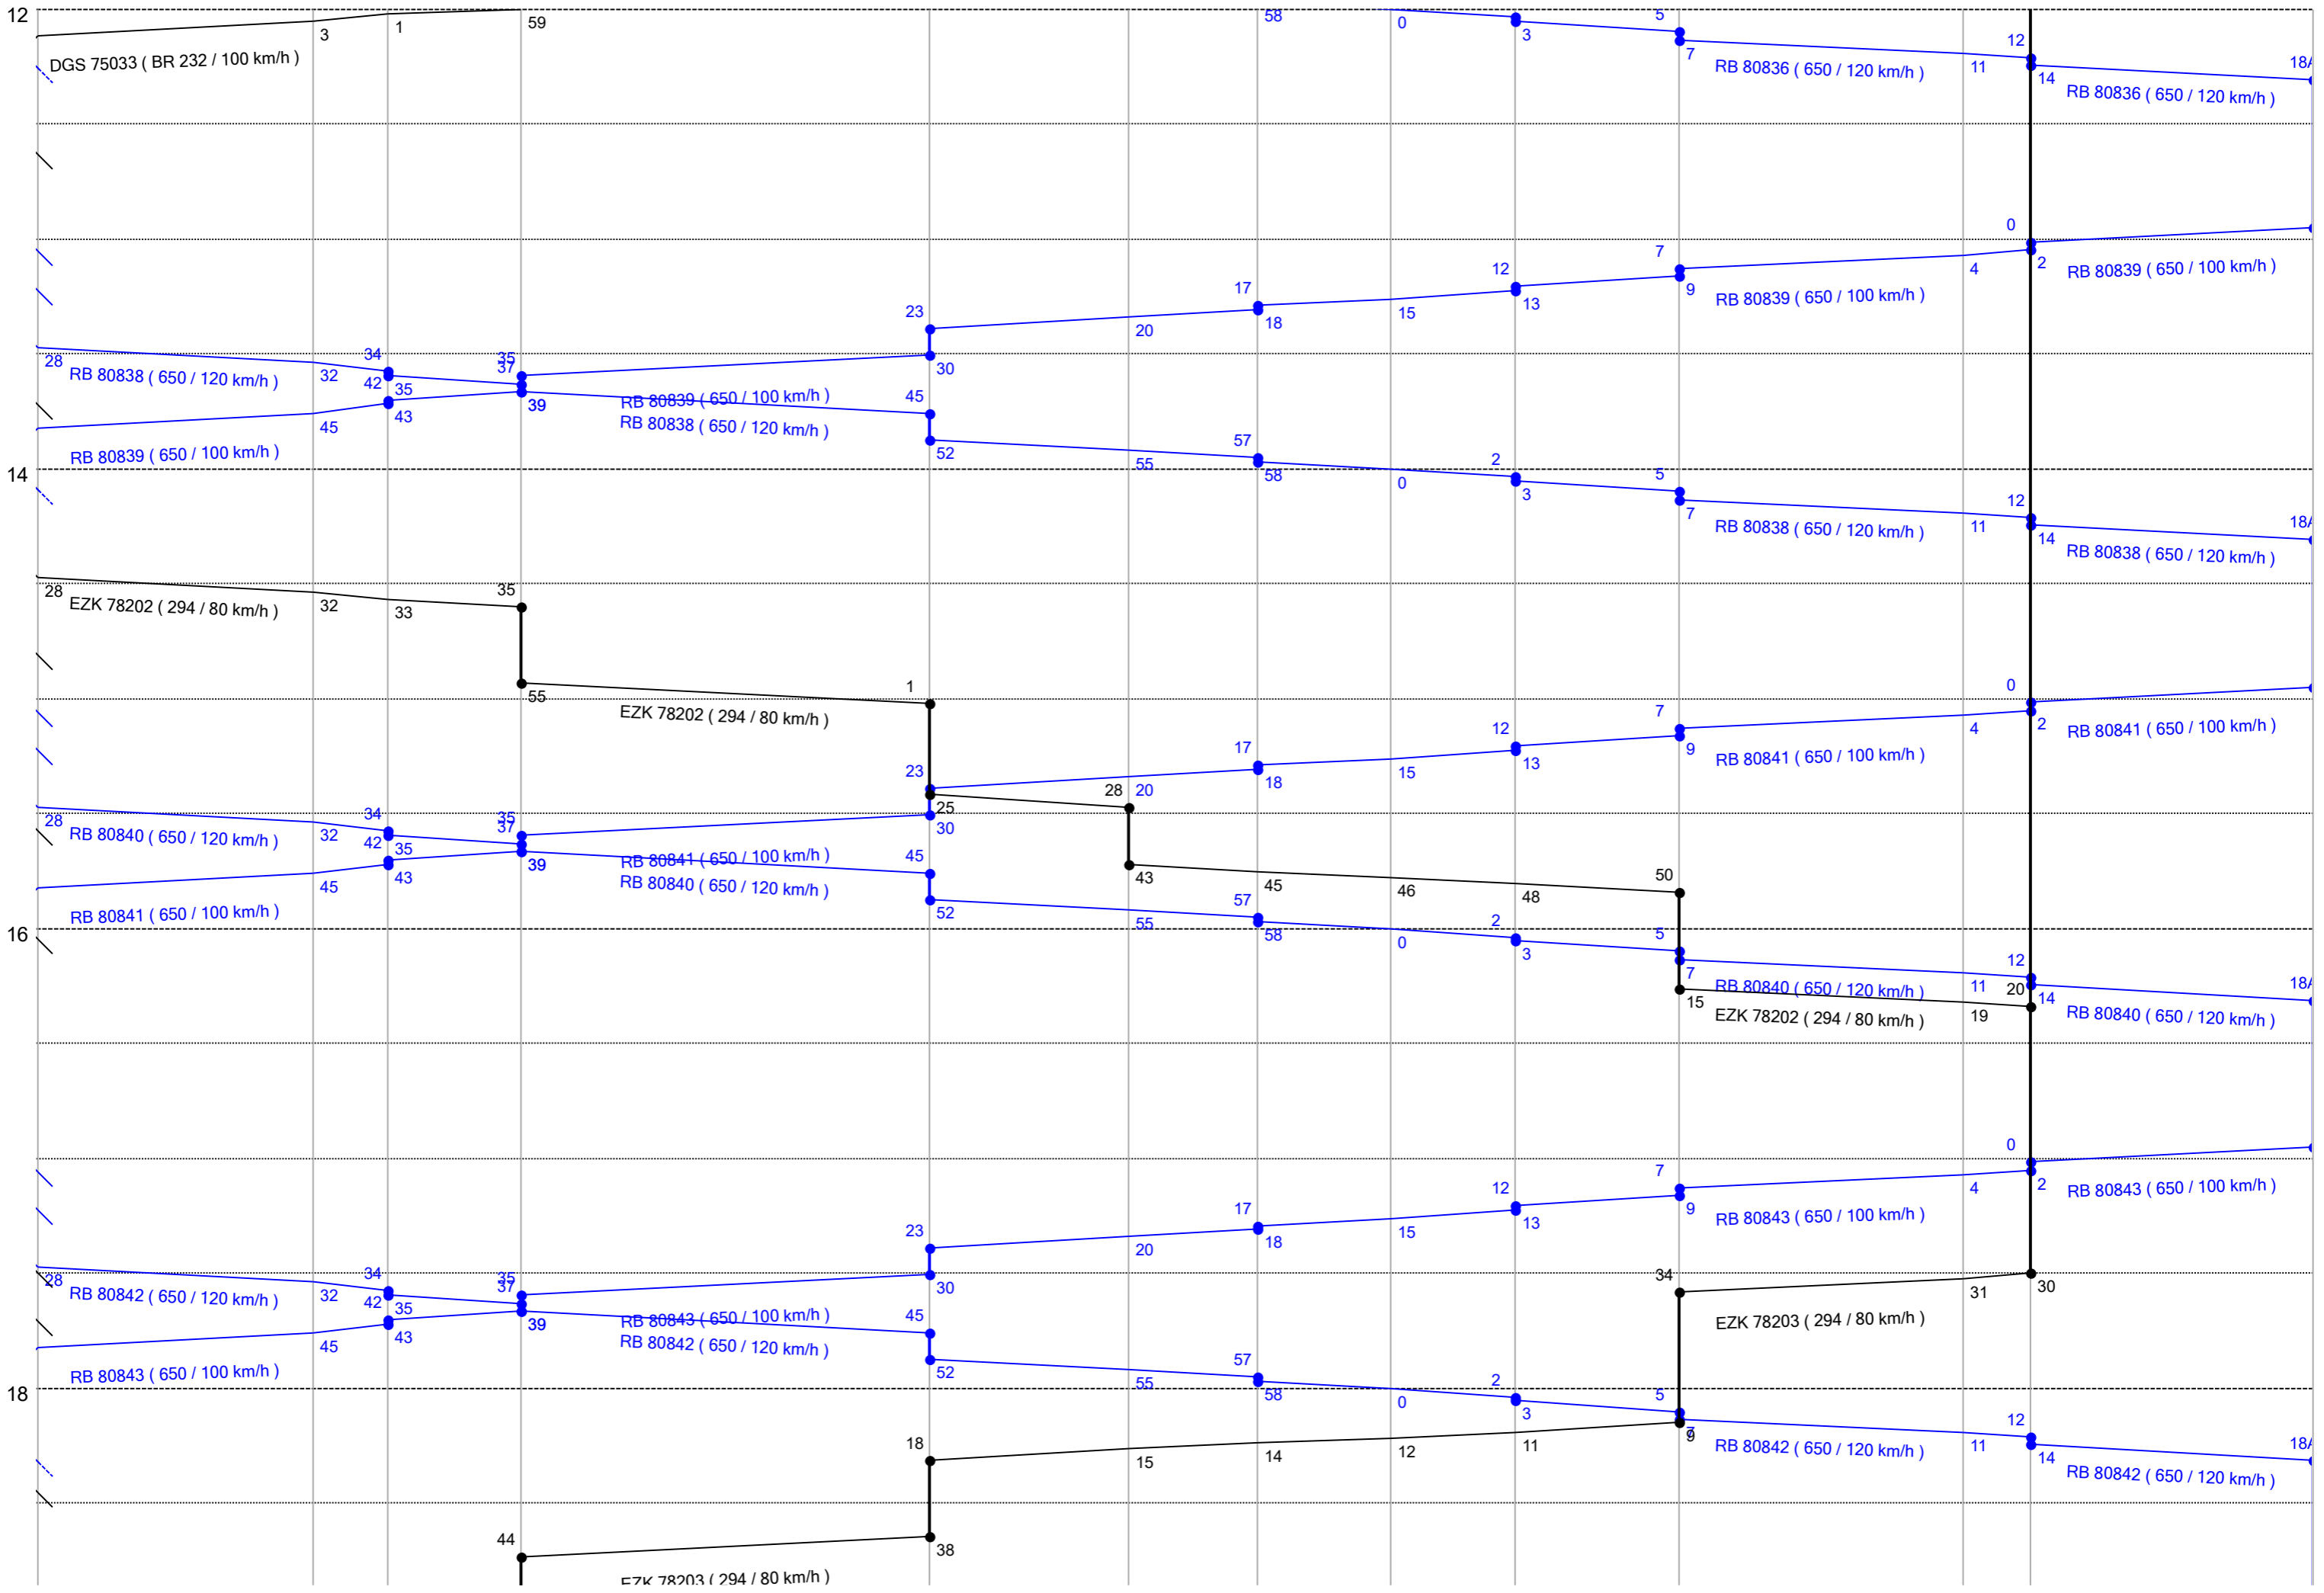 12 58 5 12
3 1 59 0 3 7 11 14 18A
DGS 75033 ( BR 232 / 100 km/h )
RB 80836 ( 650 / 120 km/h )
RB 80836 ( 650 / 120 km/h )
0
7 4 2
RB 80839 ( 650 / 100 km/h )
12 9
RB 80839 ( 650 / 100 km/h )
17 13
23 20 18 15
28 32 34 35 30
RB 80838 ( 650 / 120 km/h )
37
42 35 39 45
RB 80839 ( 650 / 100 km/h )
45 43
RB 80838 ( 650 / 120 km/h )
RB 80839 ( 650 / 100 km/h )
52 57 2
14 55 58 0 3 5
7 12
RB 80838 ( 650 / 120 km/h )
11 14 18A
RB 80838 ( 650 / 120 km/h )
28 32 33 35
EZK 78202 ( 294 / 80 km/h )
55 1 0
EZK 78202 ( 294 / 80 km/h )
7 4 2
RB 80841 ( 650 / 100 km/h )
12 9
RB 80841 ( 650 / 100 km/h )
17 13
23 20 18 15
28
25
28 32 34 35 30
RB 80840 ( 650 / 120 km/h )
37
42 35 39 45
RB 80841 ( 650 / 100 km/h )
45 43
RB 80840 ( 650 / 120 km/h )
43 45 46 48 50
RB 80841 ( 650 / 100 km/h )
52 57 2
16 55 58 0 3 5
7 12
RB 80840 ( 650 / 120 km/h )
11 14 18A
20
15 19
EZK 78202 ( 294 / 80 km/h )
RB 80840 ( 650 / 120 km/h )
0
7 4 2
RB 80843 ( 650 / 100 km/h )
12 9
RB 80843 ( 650 / 100 km/h )
17 13
23 20 18 15
28 32 34 35 30
34 31 30
RB 80842 ( 650 / 120 km/h )
37
42 35 39 45
RB 80843 ( 650 / 100 km/h )
EZK 78203 ( 294 / 80 km/h )
45 43
RB 80842 ( 650 / 120 km/h )
RB 80843 ( 650 / 100 km/h )
52 57 2
18 55 58 0 3 5
7 12
9
RB 80842 ( 650 / 120 km/h )
11 14 18A
RB 80842 ( 650 / 120 km/h )
18 15 14 12 11
44 38
EZK 78203 ( 294 / 80 km/h )